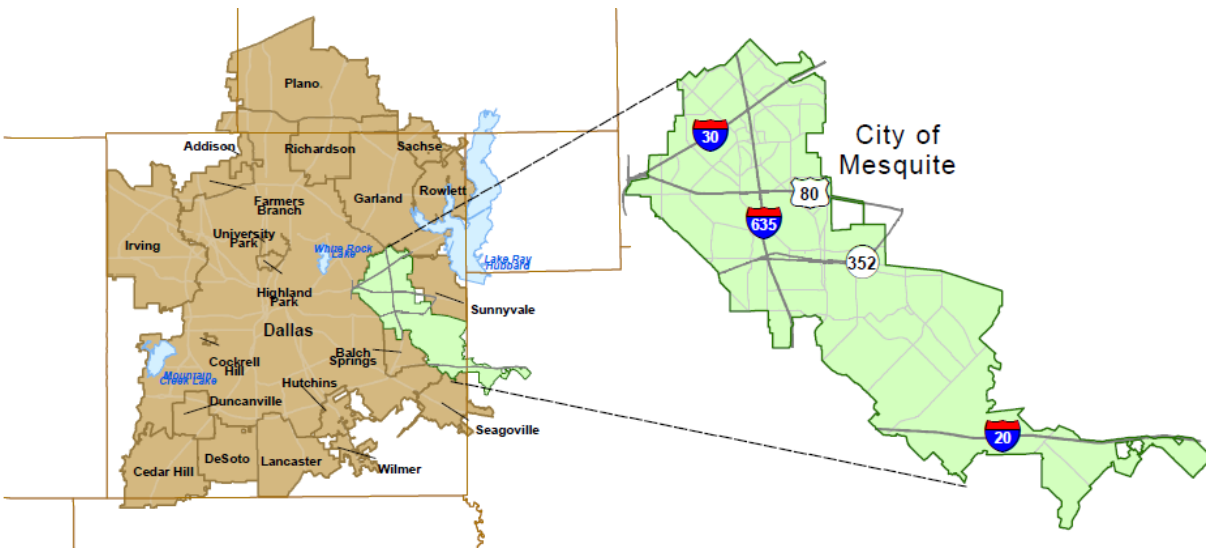 Plano
Addison
Richardson
Sachse
Garland
Rowlett
Farmers
Branch
University
Park
Irving
White Rock
Lake
Lake Ray
Hubbard
Highland
Park
Sunnyvale
Dallas
Balch
Springs
Cockrell
Hill
Mountain
Creek Lake
Hutchins
Duncanville
Seagoville
DeSoto
Lancaster
Wilmer
Cedar Hill
City of
Mesquite
30
80
635
352
20